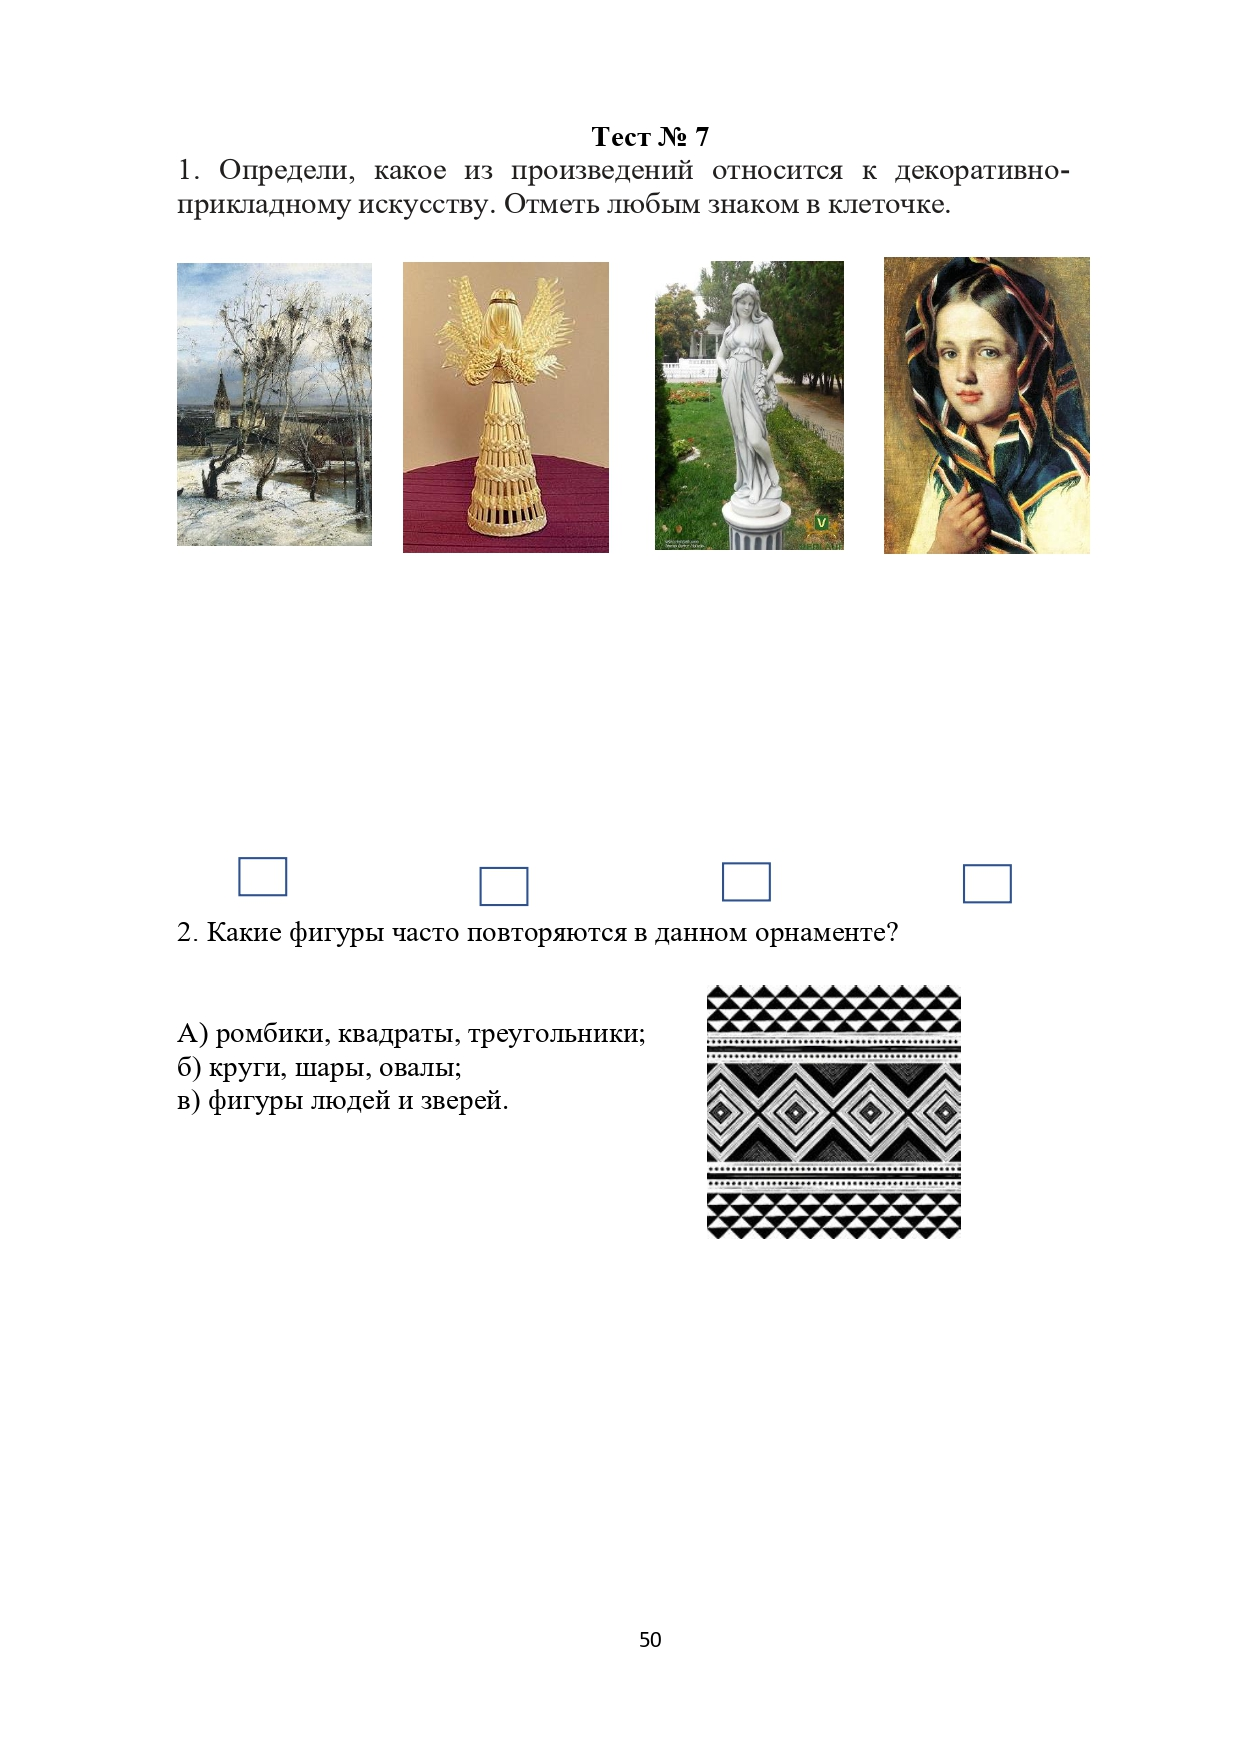 Тест № 7
1. Определи, какое из произведений относится к декоративно-
прикладному искусству. Отметь любым знаком в клеточке.
V
2. Какие фигуры часто повторяются в данном орнаменте?
А) ромбики, квадраты, треугольники;
б) круги, шары, овалы;
в) фигуры людей и зверей.
50